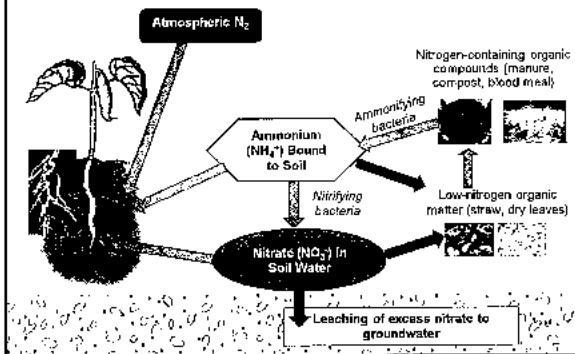 Atmospheric N₂
Nitrogen-containing organic
compounds (manure,
compost, blood meal)
Ammonifying
bacteria
Ammonium
(NH₄⁺) Bound
to Soil
Nitrifying
bacteria
Low-nitrogen organic
matter (straw, dry leaves)
Nitrate (NO₃⁻) in
Soil Water
Leaching of excess nitrate to
groundwater